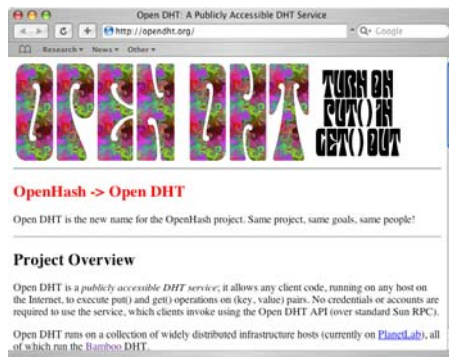 Open DHT: A Publicly Accessible DHT Service
http://opendht.org/
Q- Google
Research ▾ News ▾ Other ▾
OPEN DHT
TURN ON
PUT() IN
GET() OUT
OpenHash -> Open DHT
Open DHT is the new name for the OpenHash project. Same project, same goals, same people!
Project Overview
Open DHT is a publicly accessible DHT service; it allows any client code, running on any host on
the Internet, to execute put() and get() operations on (key, value) pairs. No credentials or accounts are
required to use the service, which clients invoke using the Open DHT API (over standard Sun RPC).
Open DHT runs on a collection of widely distributed infrastructure hosts (currently on PlanetLab), all
of which run the Bamboo DHT.